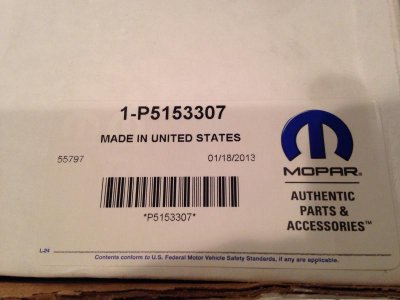 1-P5153307
MADE IN UNITED STATES
55797
01/18/2013
*P5153307*
MOPAR.
AUTHENTIC
PARTS &
ACCESSORIES™
L-24
Contents conform to U.S. Federal Motor Vehicle Safety Standards, if any are applicable.